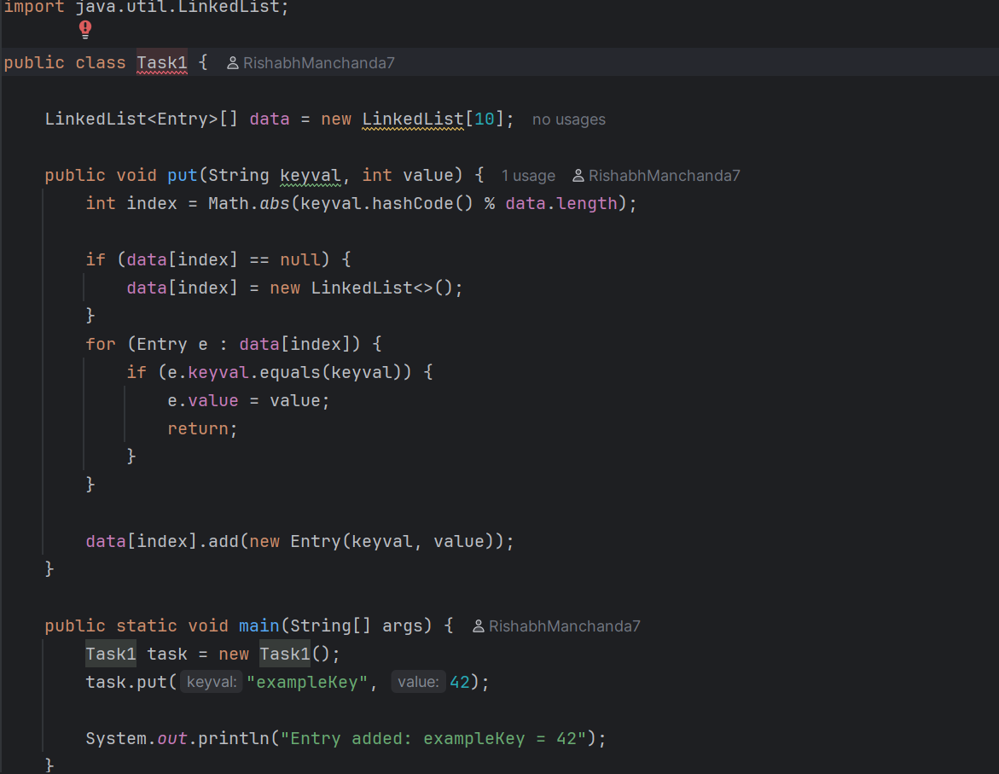 import java.util.LinkedList;
public class Task1 { RishabhManchanda7
LinkedList<Entry>[] data = new LinkedList[10]; no usages
public void put(String keyval, int value) { 1 usage RishabhManchanda7
int index = Math.abs(keyval.hashCode() % data.length);
if (data[index] == null) {
data[index] = new LinkedList<>();
}
for (Entry e : data[index]) {
if (e.keyval.equals(keyval)) {
e.value = value;
return;
}
}
data[index].add(new Entry(keyval, value));
}
public static void main(String[] args) { RishabhManchanda7
Task1 task = new Task1();
task.put( keyval: "exampleKey", value: 42);
System.out.println("Entry added: exampleKey = 42");
}